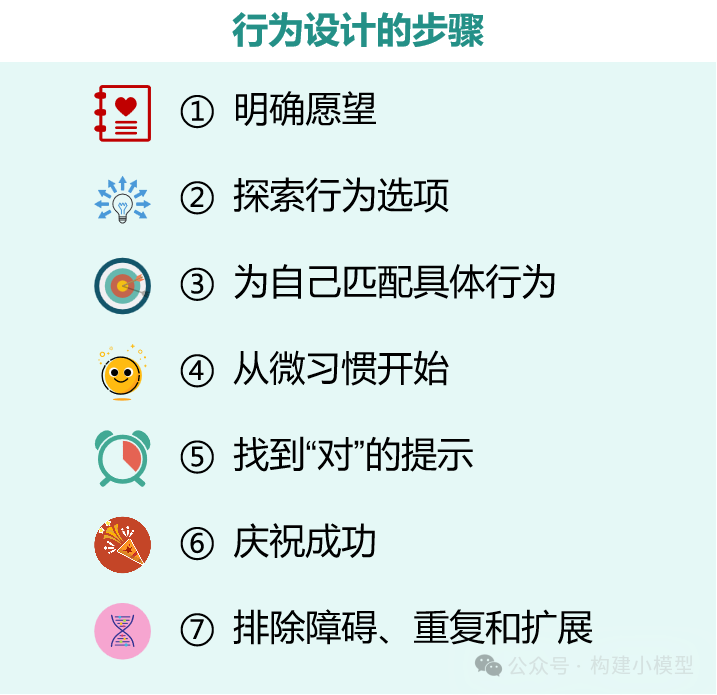 行为设计的步骤
① 明确愿望
② 探索行为选项
③ 为自己匹配具体行为
④ 从微习惯开始
⑤ 找到“对”的提示
⑥ 庆祝成功
⑦ 排除障碍、重复和扩展
公众号 · 构建小模型